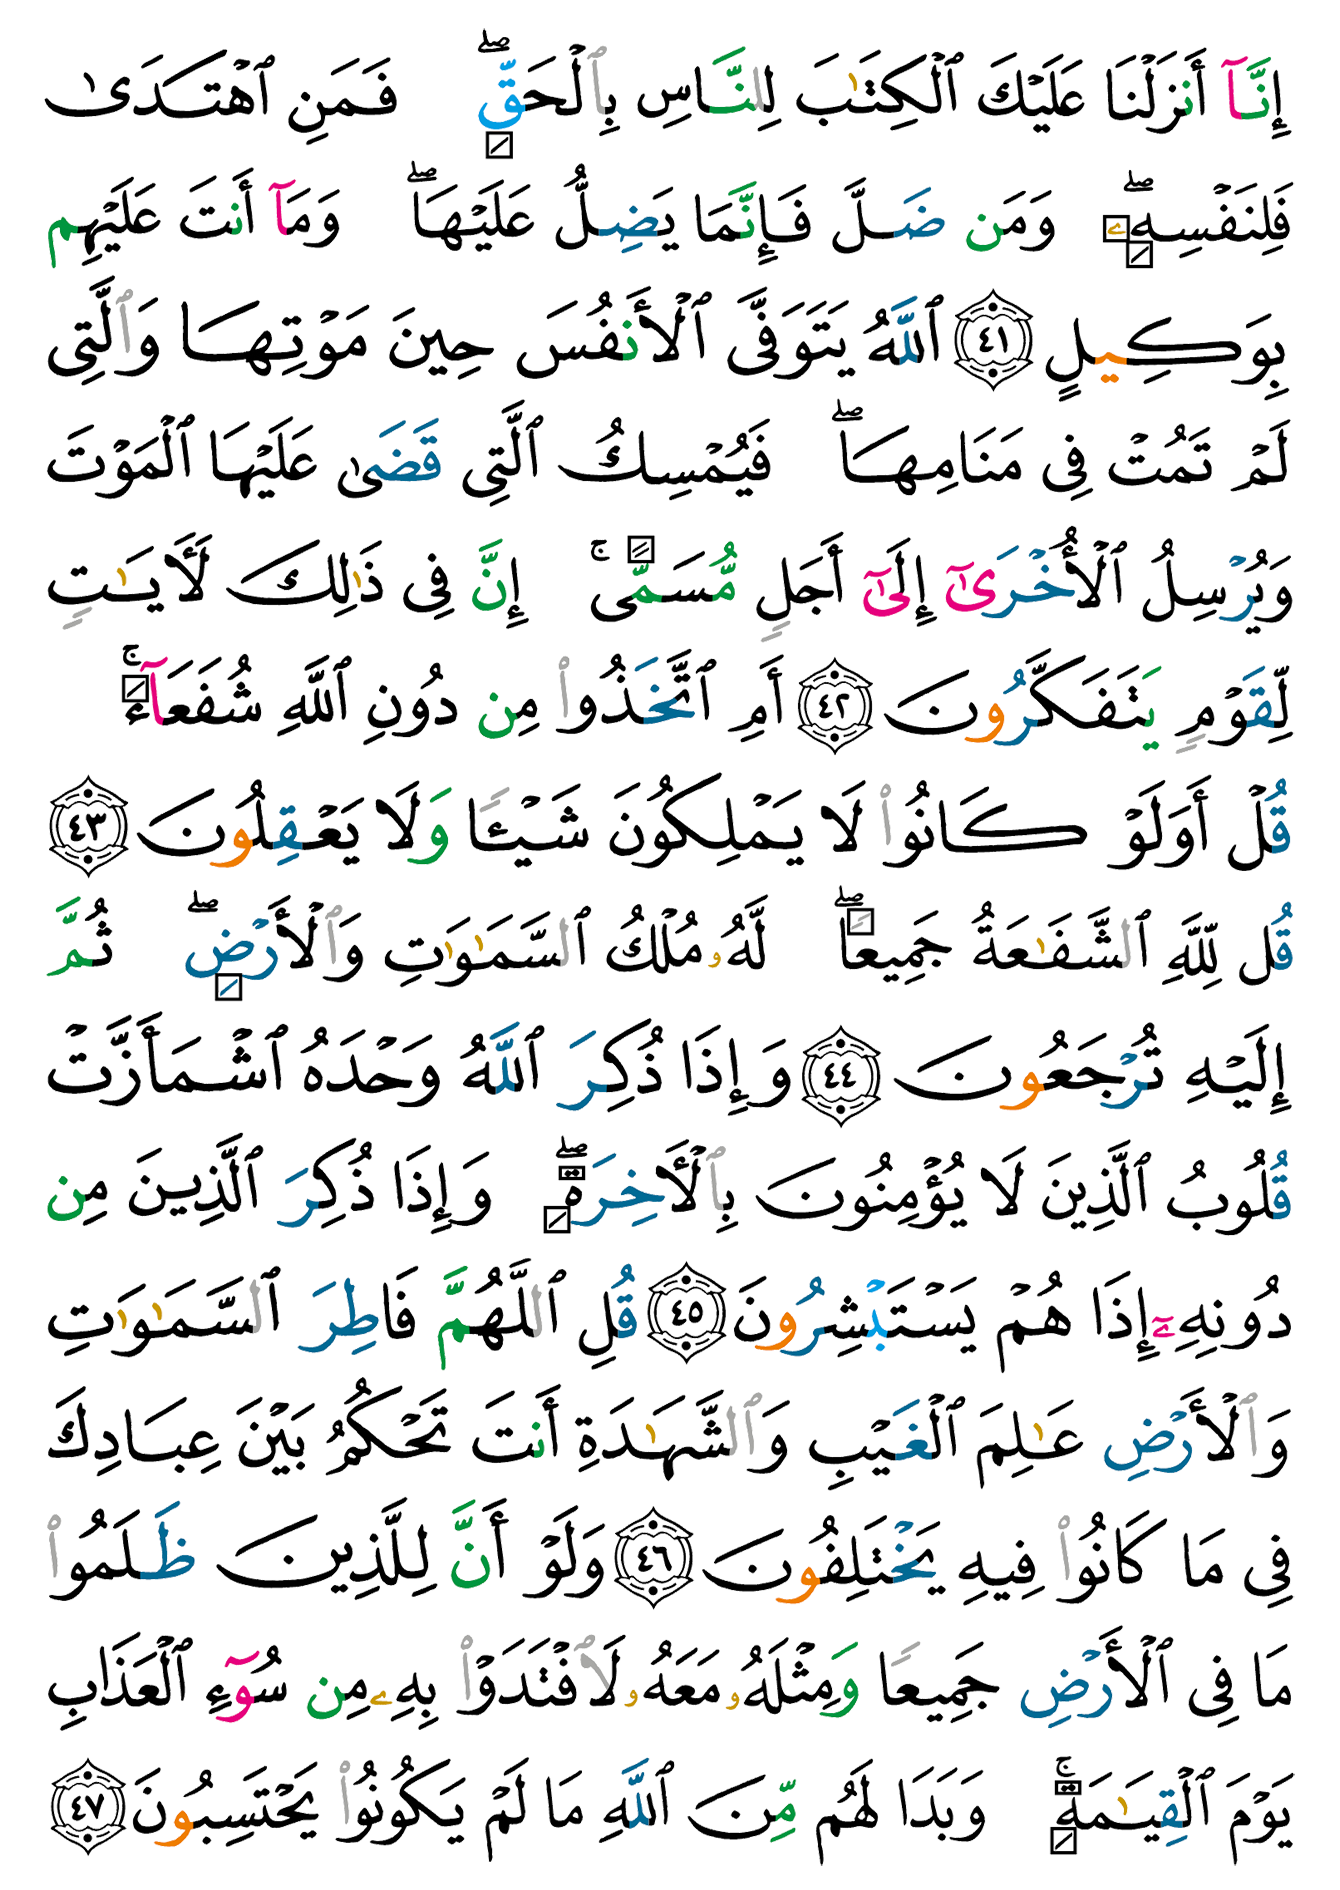 إِنَّآ أَنزَلْنَا عَلَيْكَ ٱلْكِتَٰبَ لِلنَّاسِ بِٱلْحَقِّ ۖ فَمَنِ ٱهْتَدَىٰ
فَلِنَفْسِهِۦ ۖ وَمَن ضَلَّ فَإِنَّمَا يَضِلُّ عَلَيْهَا ۖ وَمَآ أَنتَ عَلَيْهِم
بِوَكِيلٍ ٤١ ٱللَّهُ يَتَوَفَّى ٱلْأَنفُسَ حِينَ مَوْتِهَا وَٱلَّتِى
لَمْ تَمُتْ فِى مَنَامِهَا ۖ فَيُمْسِكُ ٱلَّتِى قَضَىٰ عَلَيْهَا ٱلْمَوْتَ
وَيُرْسِلُ ٱلْأُخْرَىٰٓ إِلَىٰٓ أَجَلٍ مُّسَمًّى ۚ إِنَّ فِى ذَٰلِكَ لَأَيَٰتٍ
لِّقَوْمٍ يَتَفَكَّرُونَ ٤٢ أَمِ ٱتَّخَذُوا۟ مِن دُونِ ٱللَّهِ شُفَعَآءَ ۚ
قُلْ أَوَلَوْ كَانُوا۟ لَا يَمْلِكُونَ شَيْـًٔا وَلَا يَعْقِلُونَ ٤٣
قُل لِّلَّهِ ٱلشَّفَٰعَةُ جَمِيعًا ۖ لَّهُۥ مُلْكُ ٱلسَّمَٰوَٰتِ وَٱلْأَرْضِ ۖ ثُمَّ
إِلَيْهِ تُرْجَعُونَ ٤٤ وَإِذَا ذُكِرَ ٱللَّهُ وَحْدَهُ ٱشْمَأَزَّتْ
قُلُوبُ ٱلَّذِينَ لَا يُؤْمِنُونَ بِٱلْأَخِرَةِ ۖ وَإِذَا ذُكِرَ ٱلَّذِينَ مِن
دُونِهِۦٓ إِذَا هُمْ يَسْتَبْشِرُونَ ٤٥ قُلِ ٱللَّهُمَّ فَاطِرَ ٱلسَّمَٰوَٰتِ
وَٱلْأَرْضِ عَٰلِمَ ٱلْغَيْبِ وَٱلشَّهَٰدَةِ أَنتَ تَحْكُمُ بَيْنَ عِبَادِكَ
فِى مَا كَانُوا۟ فِيهِ يَخْتَلِفُونَ ٤٦ وَلَوْ أَنَّ لِلَّذِينَ ظَلَمُوا۟
مَا فِى ٱلْأَرْضِ جَمِيعًا وَمِثْلَهُۥ مَعَهُۥ لَٱفْتَدَوْا۟ بِهِۦ مِن سُوٓءِ ٱلْعَذَابِ
يَوْمَ ٱلْقِيَٰمَةِ ۚ وَبَدَا لَهُم مِّنَ ٱللَّهِ مَا لَمْ يَكُونُوا۟ يَحْتَسِبُونَ ٤٧